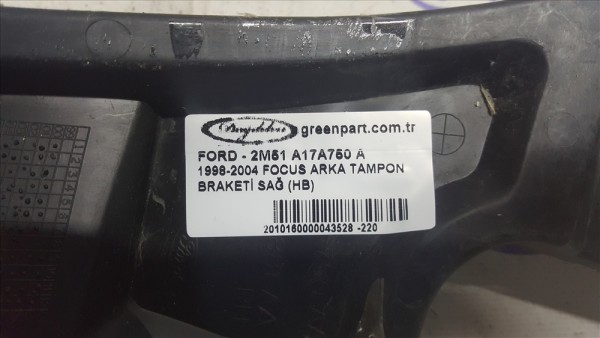 greenpart.com.tr
FORD - 2M51 A17A750 A
1998-2004 FOCUS ARKA TAMPON
BRAKETİ SAĞ (HB)
2010160000043528 -220